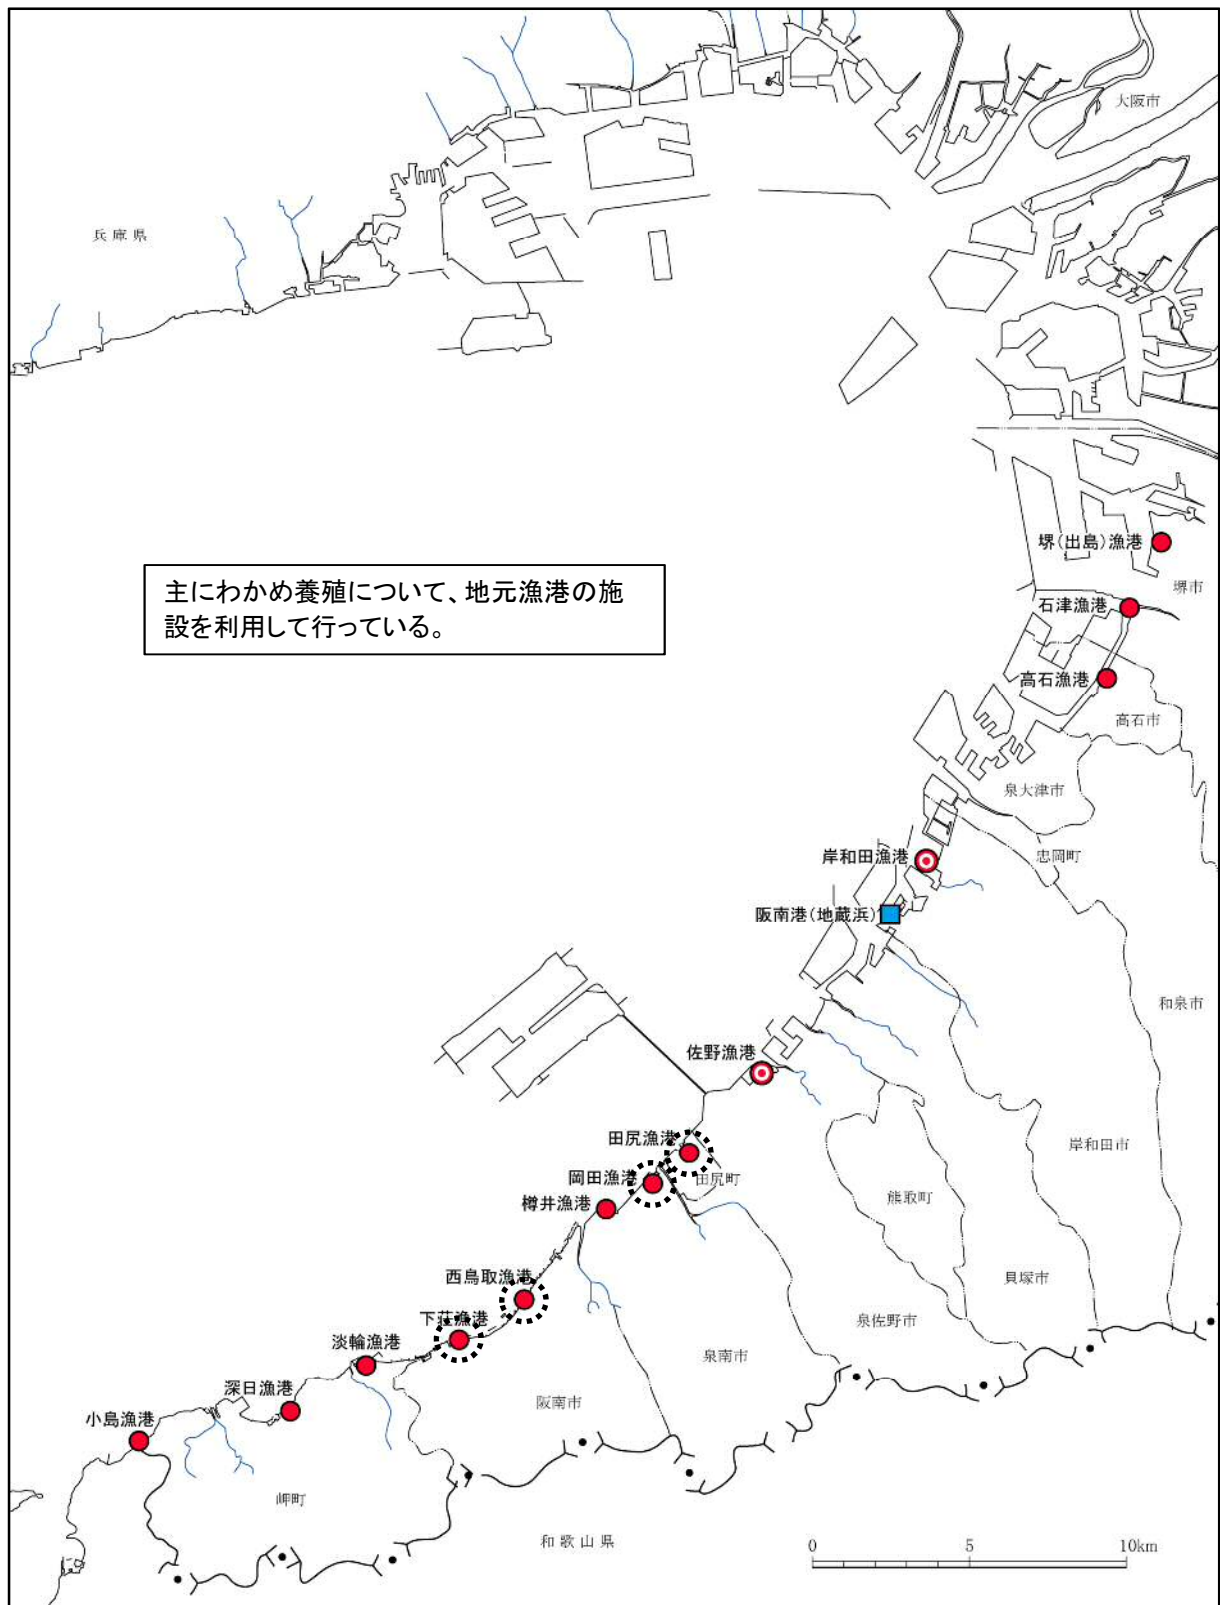 大阪市
兵庫県
堺(出島)漁港
主にわかめ養殖について、地元漁港の施
設を利用して行っている。
堺市
石津漁港
高石漁港
高石市
泉大津市
岸和田漁港
忠岡町
阪南港(地蔵浜)
和泉市
佐野漁港
田尻漁港
岸和田市
岡田漁港
田尻町
熊取町
樽井漁港
西鳥取漁港
貝塚市
下荘漁港
泉佐野市
淡輪漁港
泉南市
深日漁港
阪南市
小島漁港
岬町
和歌山県
0 5 10km